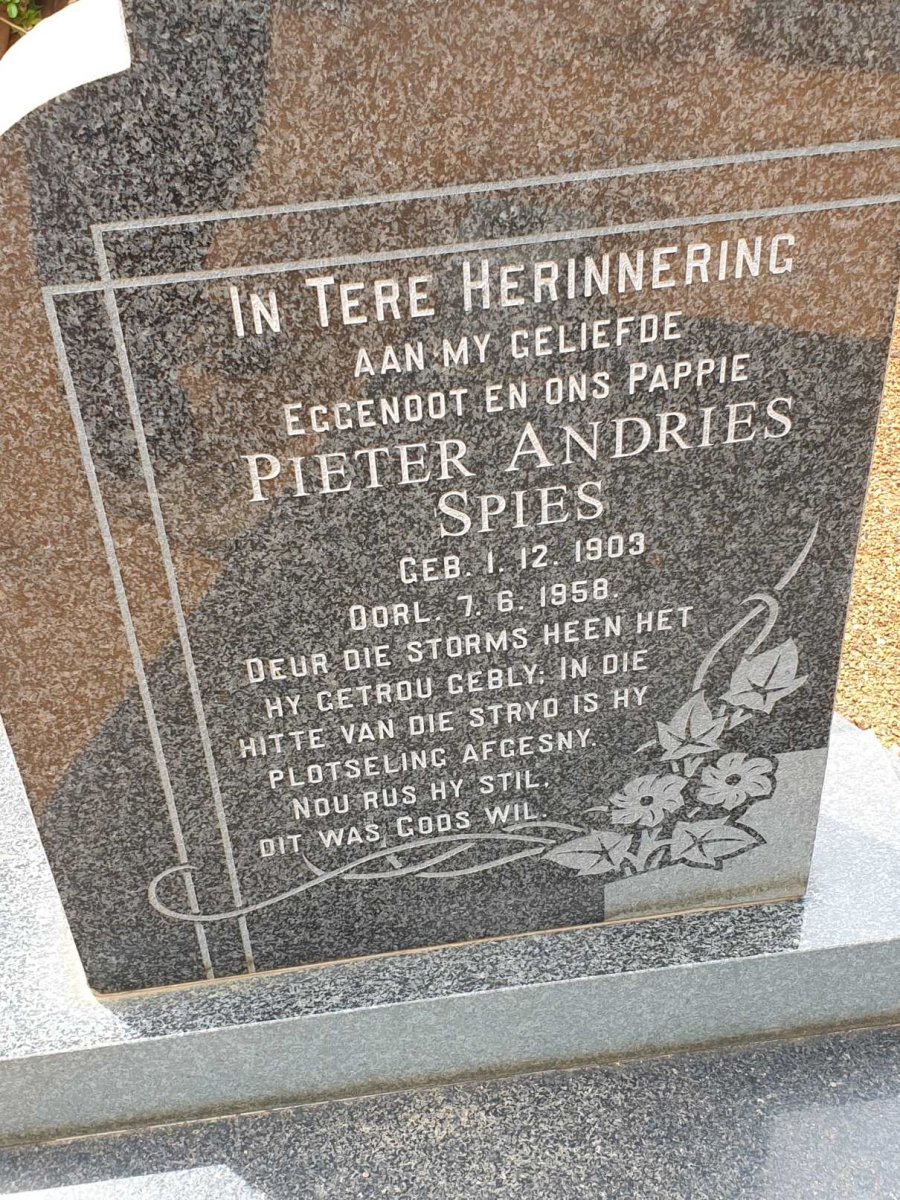 In Tere Herinnering
aan my geliefde
Eggenoot en ons Pappie
Pieter Andries
Spies
Geb. 1. 12. 1903
Oorl. 7. 6. 1958.
Deur die storms heen het
hy getrou gebly; In die
hitte van die stryd is hy
plotseling afgesny.
Nou rus hy stil,
dit was Gods wil.